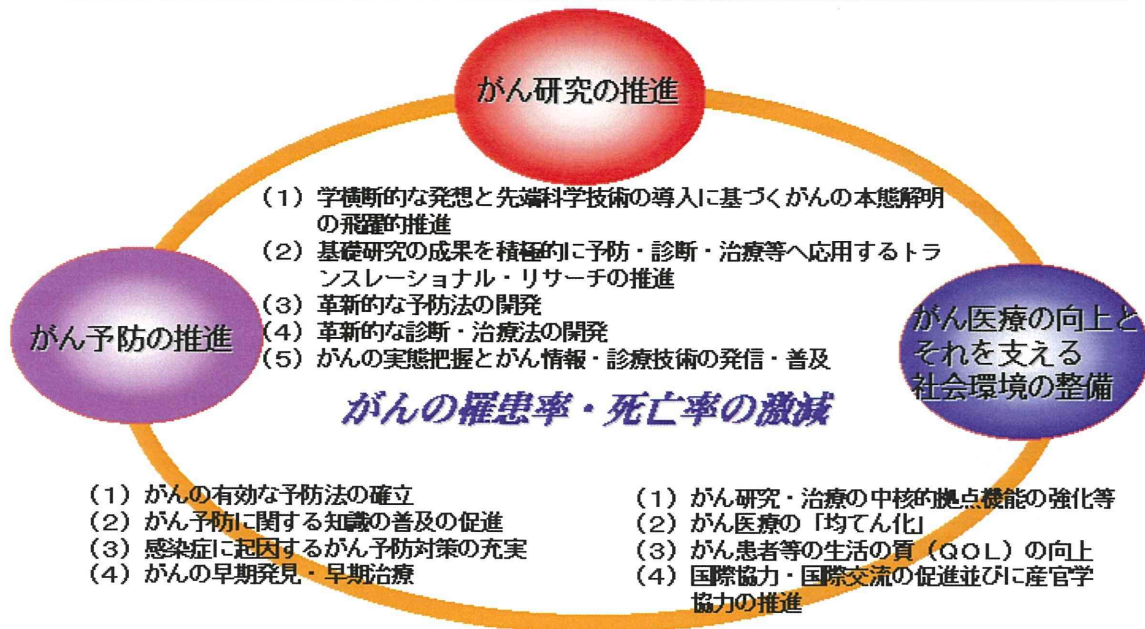 がん研究の推進
(1) 学横断的な発想と先端科学技術の導入に基づくがんの本態解明
の飛躍的推進
(2) 基礎研究の成果を積極的に予防・診断・治療等へ応用するトラ
ンスレーショナル・リサーチの推進
(3) 革新的な予防法の開発
(4) 革新的な診断・治療法の開発
(5) がんの実態把握とがん情報・診療技術の発信・普及
がん予防の推進
がん医療の向上と
それを支える
社会環境の整備
がんの罹患率・死亡率の激減
(1) がんの有効な予防法の確立
(2) がん予防に関する知識の普及の促進
(3) 感染症に起因するがん予防対策の充実
(4) がんの早期発見・早期治療
(1) がん研究・治療の中核的拠点機能の強化等
(2) がん医療の「均てん化」
(3) がん患者等の生活の質(QOL)の向上
(4) 国際協力・国際交流の促進並びに産官学
協力の推進